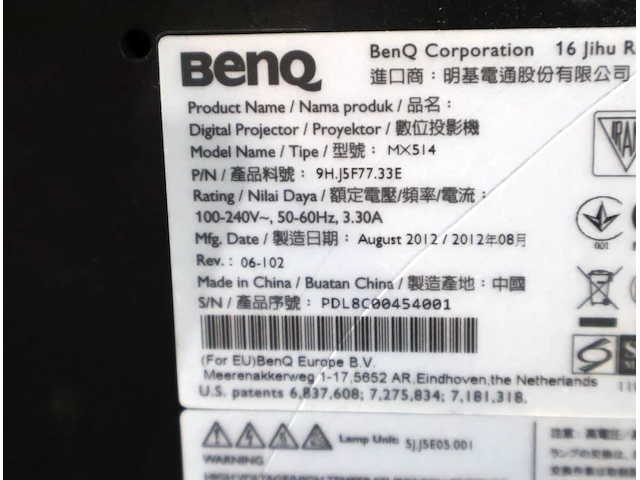 BenQ
BenQ Corporation 16 Jihu R
進口商：明基電通股份有限公司
Product Name / Nama produk / 品名：
Digital Projector / Proyektor / 數位投影機
Model Name / Tipe / 型號： MX514
P/N / 產品料號： 9H.J5F77.33E
Rating / Nilai Daya / 額定電壓/頻率/電流：
100-240V~, 50-60Hz, 3.30A
Mfg. Date / 製造日期： August 2012 / 2012年08月
Rev.: 06-102
Made in China / Buatan China / 製造產地：中國
S/N / 產品序號： PDL8C00454001
(For EU)BenQ Europe B.V.
Meerenakkerweg 1-17,5652 AR,Eindhoven,the Netherlands
U.S. patents 6,837,608; 7,275,834; 7,181,318.
Lamp Unit: 5J.J5E05.001
WARNING
HIGH VOLTAGE/HIGH TEMPERATURE